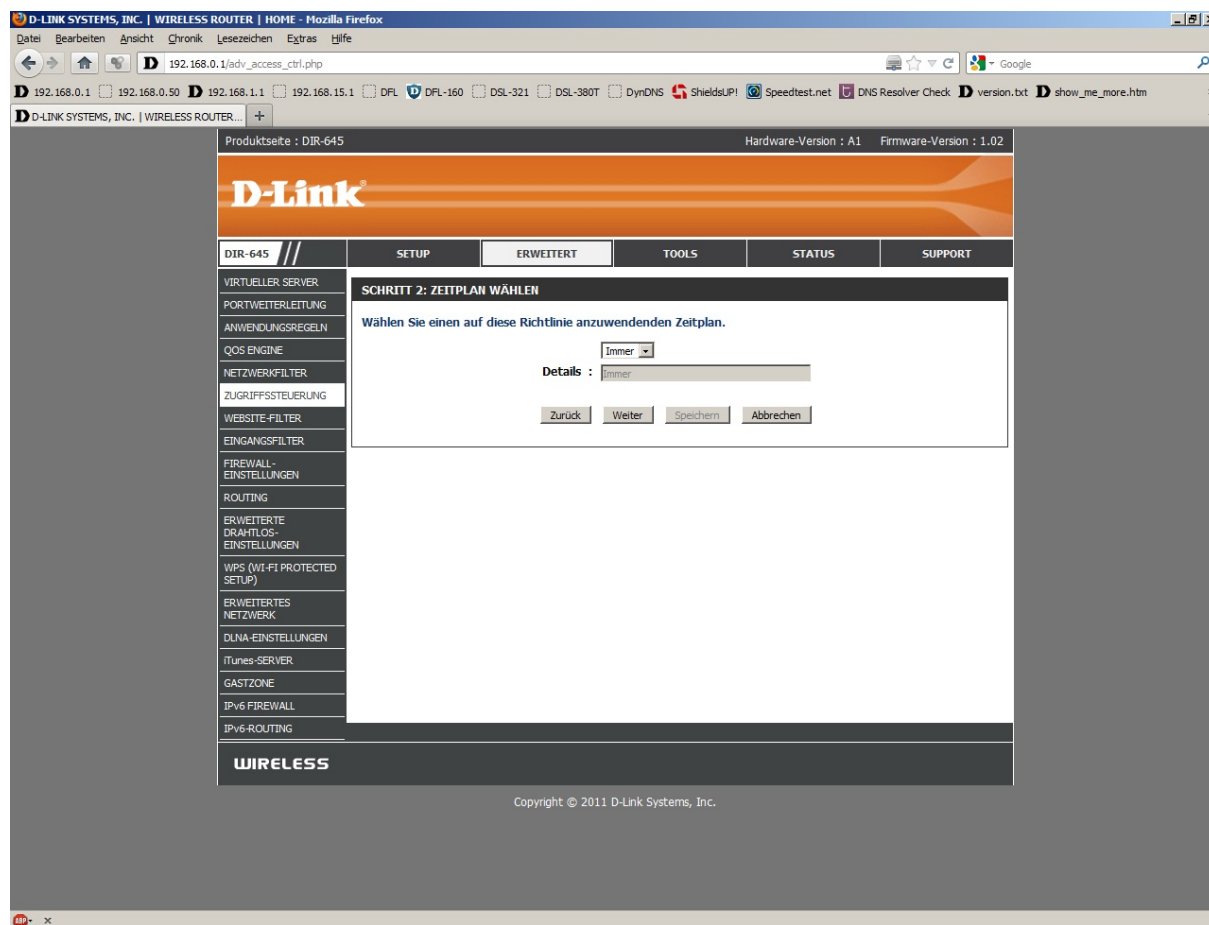 D-LINK SYSTEMS, INC. | WIRELESS ROUTER | HOME - Mozilla Firefox
Datei Bearbeiten Ansicht Chronik Lesezeichen Extras Hilfe
192.168.0.1/adv_access_ctrl.php
Google
192.168.0.1 192.168.0.50 192.168.1.1 192.168.15.1 DFL DFL-160 DSL-321 DSL-380T DynDNS ShieldsUP! Speedtest.net DNS Resolver Check version.txt show_me_more.htm
D-LINK SYSTEMS, INC. | WIRELESS ROUTER... +
Produktseite : DIR-645 Hardware-Version : A1 Firmware-Version : 1.02
D-Link®
DIR-645 SETUP ERWEITERT TOOLS STATUS SUPPORT
VIRTUELLER SERVER
PORTWEITERLEITUNG
ANWENDUNGSREGELN
QOS ENGINE
NETZWERKFILTER
ZUGRIFFSSTEUERUNG
WEBSITE-FILTER
EINGANGSFILTER
FIREWALL-
EINSTELLUNGEN
ROUTING
ERWEITERTE
DRAHTLOS-
EINSTELLUNGEN
WPS (WI-FI PROTECTED
SETUP)
ERWEITERTES
NETZWERK
DLNA-EINSTELLUNGEN
iTunes-SERVER
GASTZONE
IPv6 FIREWALL
IPv6-ROUTING
SCHRITT 2: ZEITPLAN WÄHLEN
Wählen Sie einen auf diese Richtlinie anzuwendenden Zeitplan.
Immer
Details : Immer
Zurück Weiter Speichern Abbrechen
WIRELESS
Copyright © 2011 D-Link Systems, Inc.
ABP